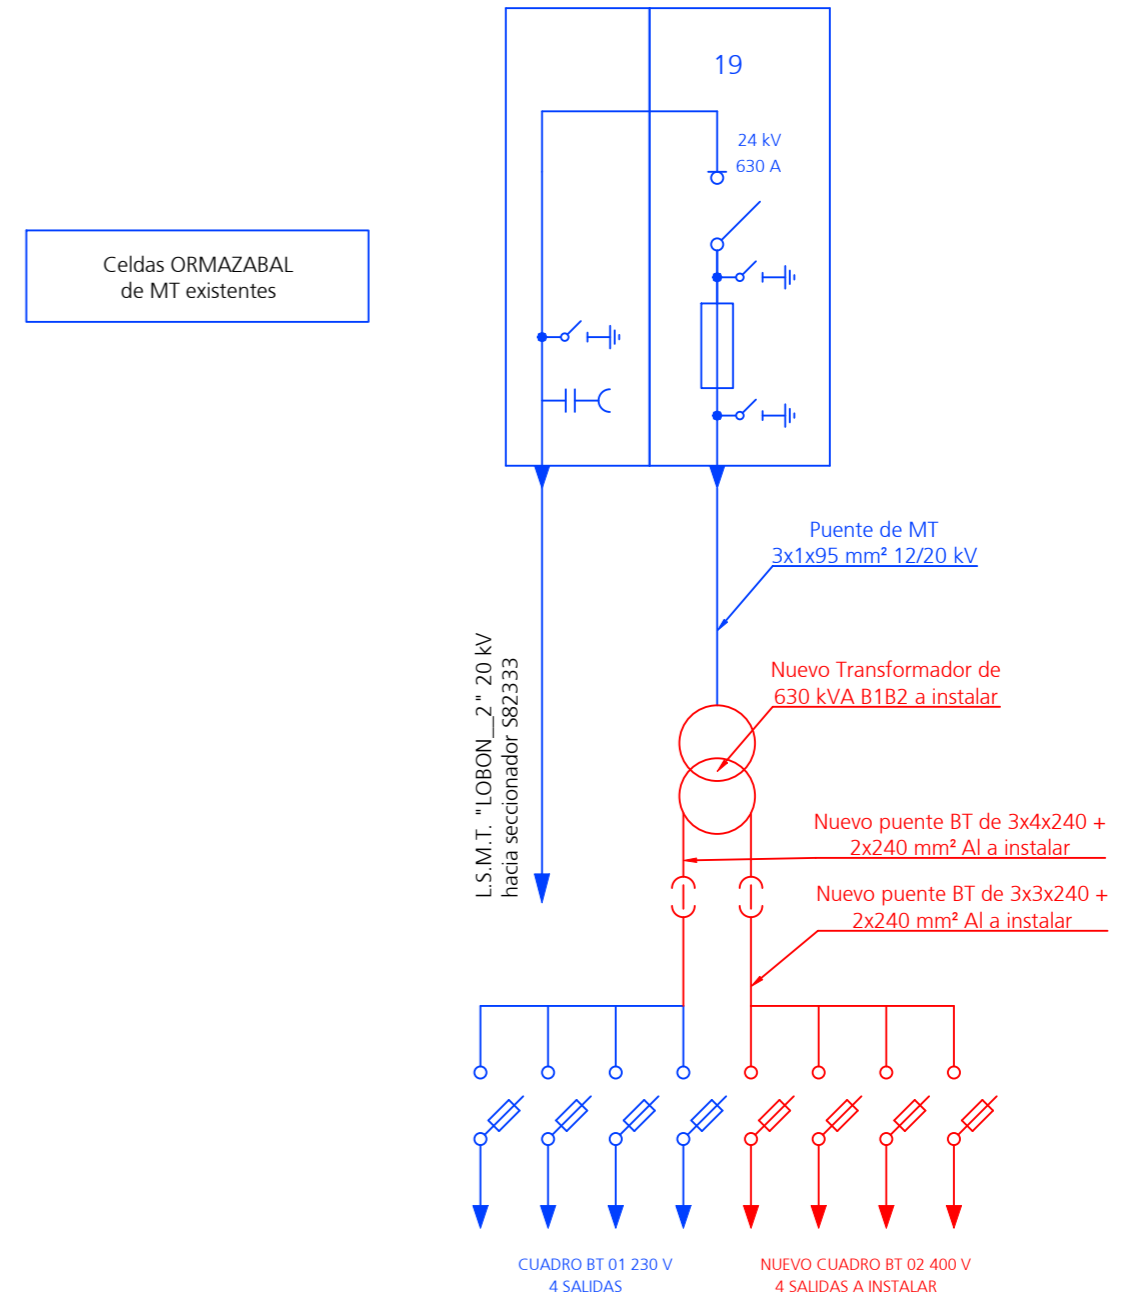 19
24 kV
630 A
Celdas ORMAZABAL
de MT existentes
Puente de MT
3x1x95 mm² 12/20 kV
L.S.M.T. "LOBON__2" 20 kV
hacia seccionador S82333
Nuevo Transformador de
630 kVA B1B2 a instalar
Nuevo puente BT de 3x4x240 +
2x240 mm² Al a instalar
Nuevo puente BT de 3x3x240 +
2x240 mm² Al a instalar
CUADRO BT 01 230 V
4 SALIDAS
NUEVO CUADRO BT 02 400 V
4 SALIDAS A INSTALAR